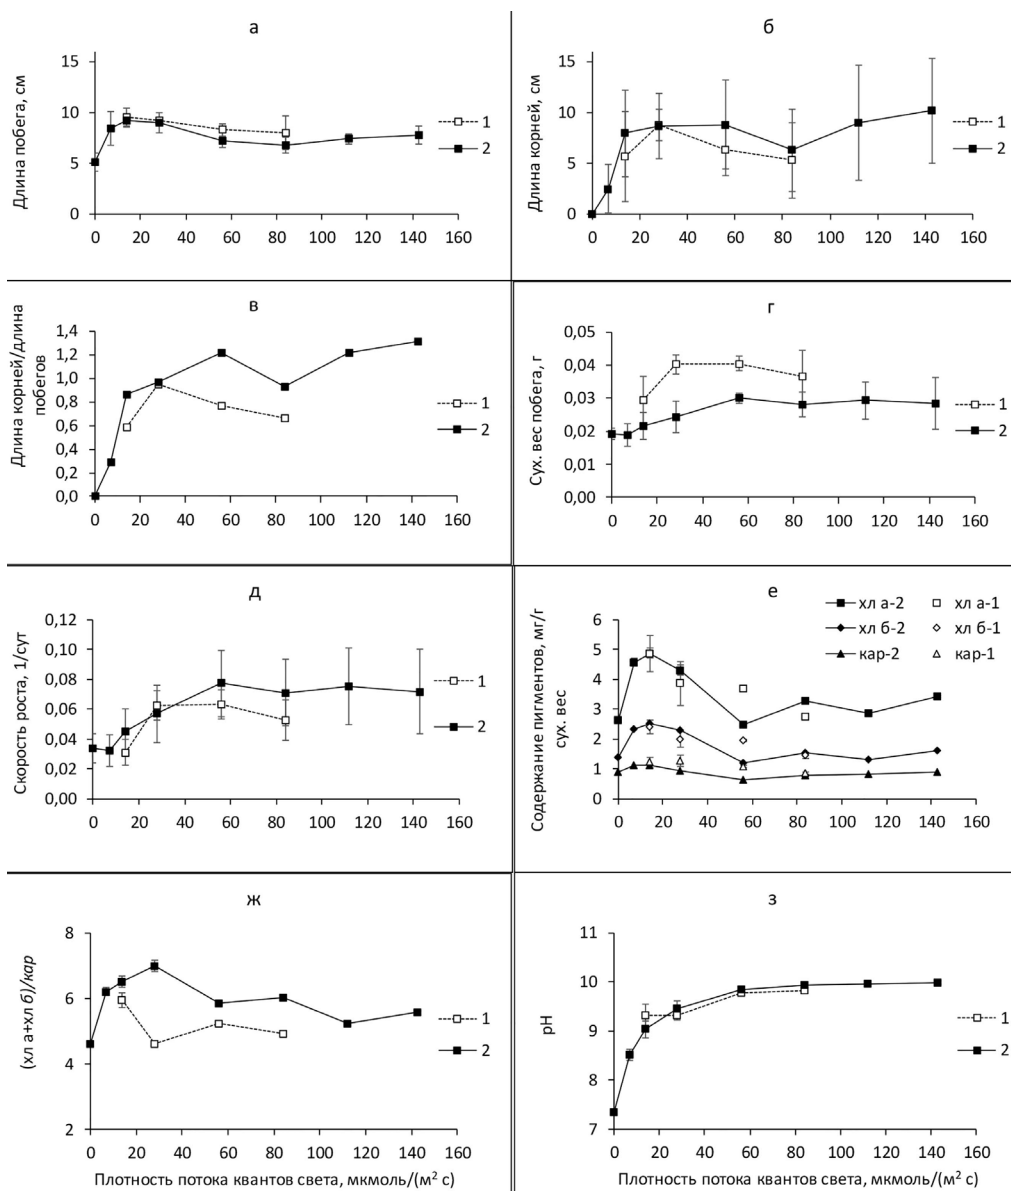 а
Длина побега, см
15
10
5
0
0 20 40 60 80 100 120 140 160
1
2
б
Длина корней, см
15
10
5
0
0 20 40 60 80 100 120 140 160
1
2
в
Длина корней/длина
побегов
1,4
1,2
1,0
0,8
0,6
0,4
0,2
0,0
0 20 40 60 80 100 120 140 160
1
2
г
Сух. вес побега, г
0,05
0,04
0,03
0,02
0,01
0,00
0 20 40 60 80 100 120 140 160
1
2
д
Скорость роста, 1/сут
0,12
0,10
0,08
0,06
0,04
0,02
0,00
0 20 40 60 80 100 120 140 160
1
2
е
Содержание пигментов, мг/г
сух. вес
хл а-2 хл а-1
хл б-2 хл б-1
кар-2 кар-1
6
5
4
3
2
1
0
0 20 40 60 80 100 120 140 160
ж
(хл а+хл б)/кар
8
6
4
2
0 20 40 60 80 100 120 140 160
1
2
Плотность потока квантов света, мкмоль/(м² с)
з
pH
11
10
9
8
7
0 20 40 60 80 100 120 140 160
1
2
Плотность потока квантов света, мкмоль/(м² с)